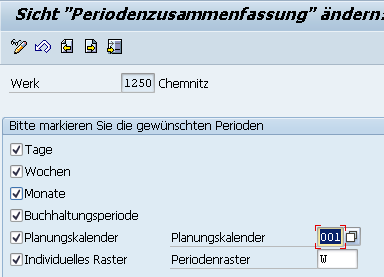 Sicht "Periodenzusammenfassung" ändern:
Werk 1250 Chemnitz
Bitte markieren Sie die gewünschten Perioden
Tage
Wochen
Monate
Buchhaltungsperiode
Planungskalender Planungskalender 001
Individuelles Raster Periodenraster W